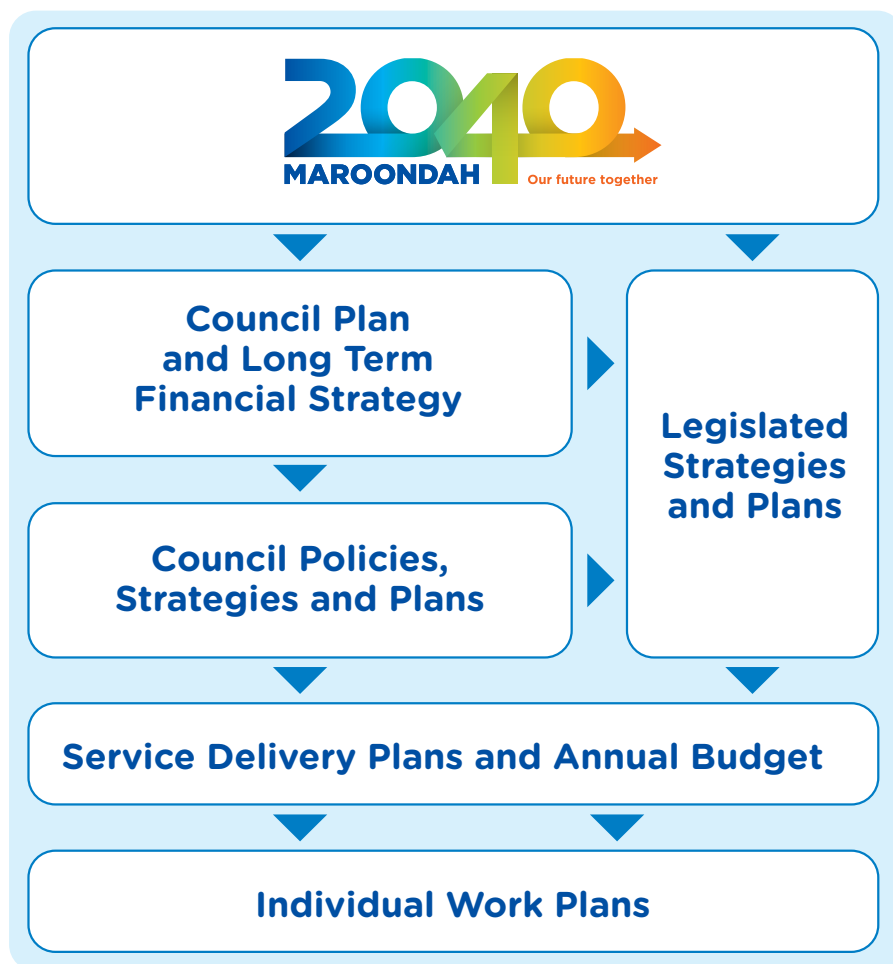 2040
MAROONDAH
Our future together
Council Plan
and Long Term
Financial Strategy
Legislated
Strategies
and Plans
Council Policies,
Strategies and Plans
Service Delivery Plans and Annual Budget
Individual Work Plans